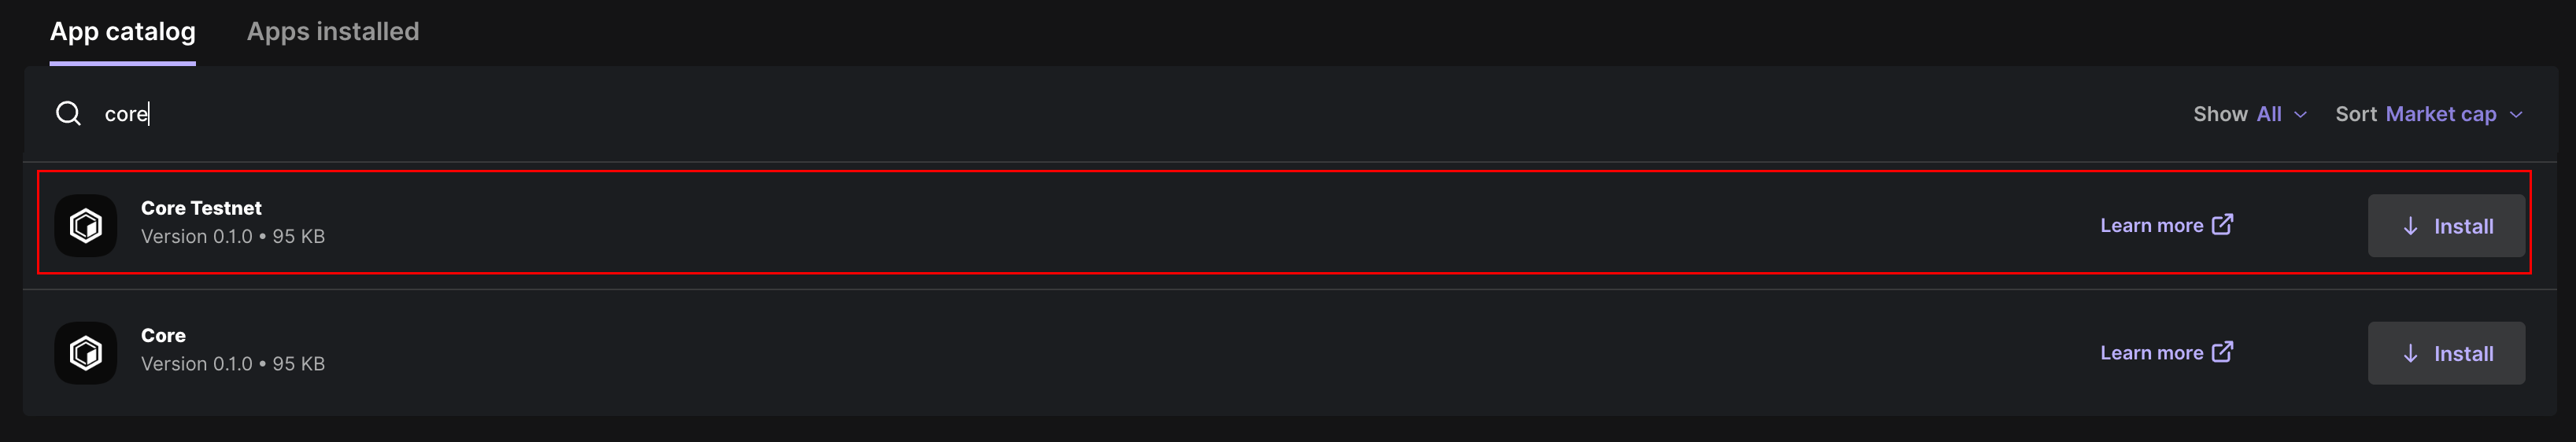 App catalog Apps installed
core Show All Sort Market cap
Core Testnet
Version 0.1.0 • 95 KB
Learn more Install
Core
Version 0.1.0 • 95 KB
Learn more Install